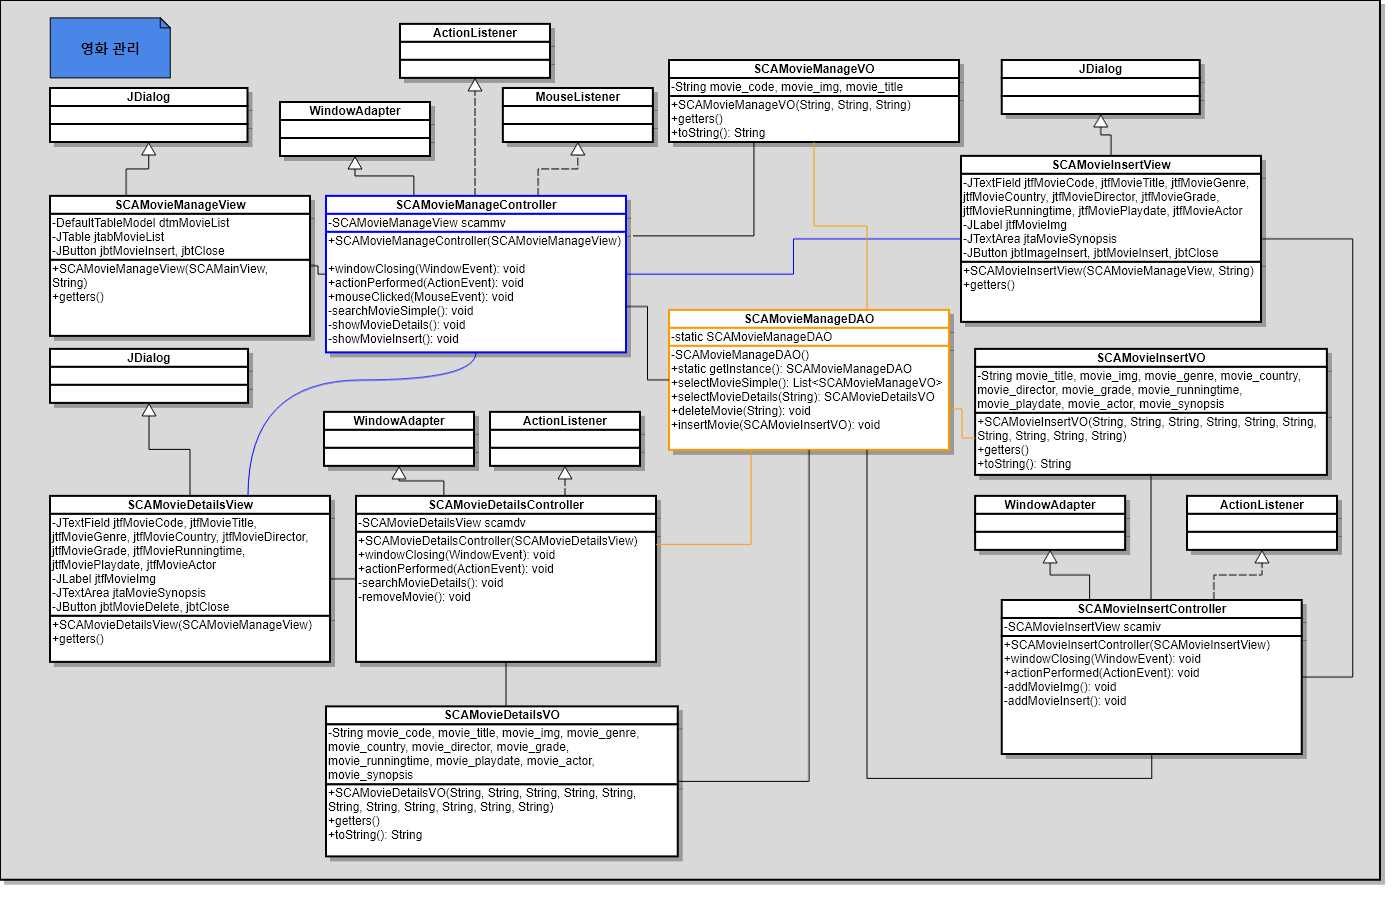 영화 관리
ActionListener
JDialog
WindowAdapter
MouseListener
SCAMovieManageVO
-String movie_code, movie_img, movie_title
+SCAMovieManageVO(String, String, String)
+getters()
+toString(): String
JDialog
SCAMovieManageView
-DefaultTableModel dtmMovieList
-JTable jtabMovieList
-JButton jbtMovieInsert, jbtClose
+SCAMovieManageView(SCAMainView,
String)
+getters()
SCAMovieManageController
-SCAMovieManageView scammv
+SCAMovieManageController(SCAMovieManageView)
+windowClosing(WindowEvent): void
+actionPerformed(ActionEvent): void
+mouseClicked(MouseEvent): void
-searchMovieSimple(): void
-showMovieDetails(): void
-showMovieInsert(): void
SCAMovieInsertView
-JTextField jtfMovieCode, jtfMovieTitle, jtfMovieGenre,
jtfMovieCountry, jtfMovieDirector, jtfMovieGrade,
jtfMovieRunningtime, jtfMoviePlaydate, jtfMovieActor
-JLabel jtfMovieImg
-JTextArea jtaMovieSynopsis
-JButton jbtImageInsert, jbtMovieInsert, jbtClose
+SCAMovieInsertView(SCAMovieManageView, String)
+getters()
SCAMovieManageDAO
-static SCAMovieManageDAO
-SCAMovieManageDAO()
+static getInstance(): SCAMovieManageDAO
+selectMovieSimple(): List<SCAMovieManageVO>
+selectMovieDetails(String): SCAMovieDetailsVO
+deleteMovie(String): void
+insertMovie(SCAMovieInsertVO): void
JDialog
SCAMovieInsertVO
-String movie_title, movie_img, movie_genre, movie_country,
movie_director, movie_grade, movie_runningtime,
movie_playdate, movie_actor, movie_synopsis
+SCAMovieInsertVO(String, String, String, String, String,
String, String, String, String)
+getters()
+toString(): String
WindowAdapter
ActionListener
SCAMovieDetailsView
-JTextField jtfMovieCode, jtfMovieTitle,
jtfMovieGenre, jtfMovieCountry, jtfMovieDirector,
jtfMovieGrade, jtfMovieRunningtime,
jtfMoviePlaydate, jtfMovieActor
-JLabel jtfMovieImg
-JTextArea jtaMovieSynopsis
-JButton jbtMovieDelete, jbtClose
+SCAMovieDetailsView(SCAMovieManageView)
+getters()
SCAMovieDetailsController
-SCAMovieDetailsView scamdv
+SCAMovieDetailsController(SCAMovieDetailsView)
+windowClosing(WindowEvent): void
+actionPerformed(ActionEvent): void
-searchMovieDetails(): void
-removeMovie(): void
WindowAdapter
ActionListener
SCAMovieInsertController
-SCAMovieInsertView scamiv
+SCAMovieInsertController(SCAMovieInsertView)
+windowClosing(WindowEvent): void
+actionPerformed(ActionEvent): void
-addMovieImg(): void
-addMovieInsert(): void
SCAMovieDetailsVO
-String movie_code, movie_title, movie_img, movie_genre,
movie_country, movie_director, movie_grade,
movie_runningtime, movie_playdate, movie_actor,
movie_synopsis
+SCAMovieDetailsVO(String, String, String, String, String,
String, String, String, String, String, String)
+getters()
+toString(): String